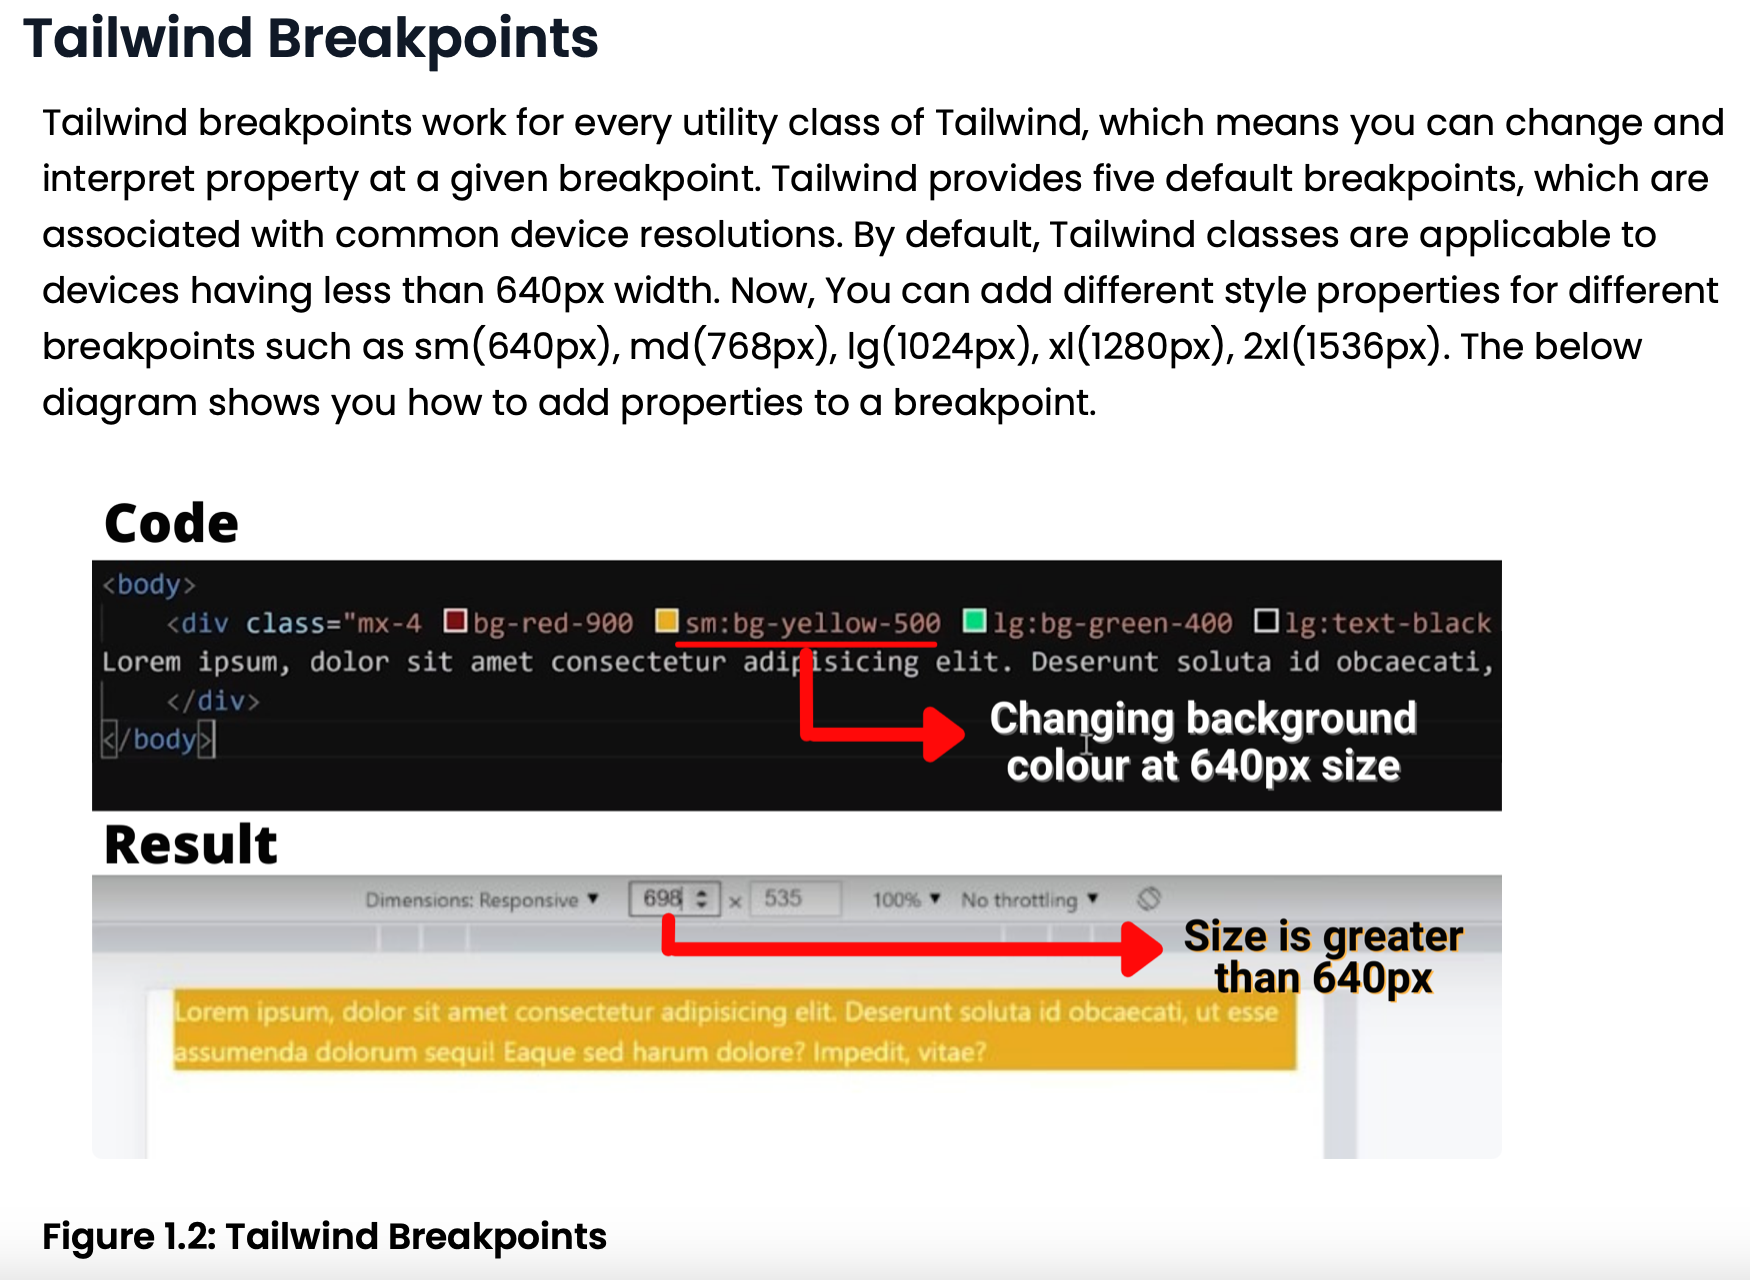 Tailwind Breakpoints
Tailwind breakpoints work for every utility class of Tailwind, which means you can change and
interpret property at a given breakpoint. Tailwind provides five default breakpoints, which are
associated with common device resolutions. By default, Tailwind classes are applicable to
devices having less than 640px width. Now, You can add different style properties for different
breakpoints such as sm(640px), md(768px), lg(1024px), xl(1280px), 2xl(1536px). The below
diagram shows you how to add properties to a breakpoint.
Code
<body>
<div class="mx-4 bg-red-900 sm:bg-yellow-500 lg:bg-green-400 lg:text-black
Lorem ipsum, dolor sit amet consectetur adipisicing elit. Deserunt soluta id obcaecati,
</div>
</body>
Changing background
colour at 640px size
Result
Dimensions: Responsive 698 x 535 100% No throttling
Size is greater
than 640px
Lorem ipsum, dolor sit amet consectetur adipisicing elit. Deserunt soluta id obcaecati, ut esse
assumenda dolorum sequi! Eaque sed harum dolore? Impedit, vitae?
Figure 1.2: Tailwind Breakpoints